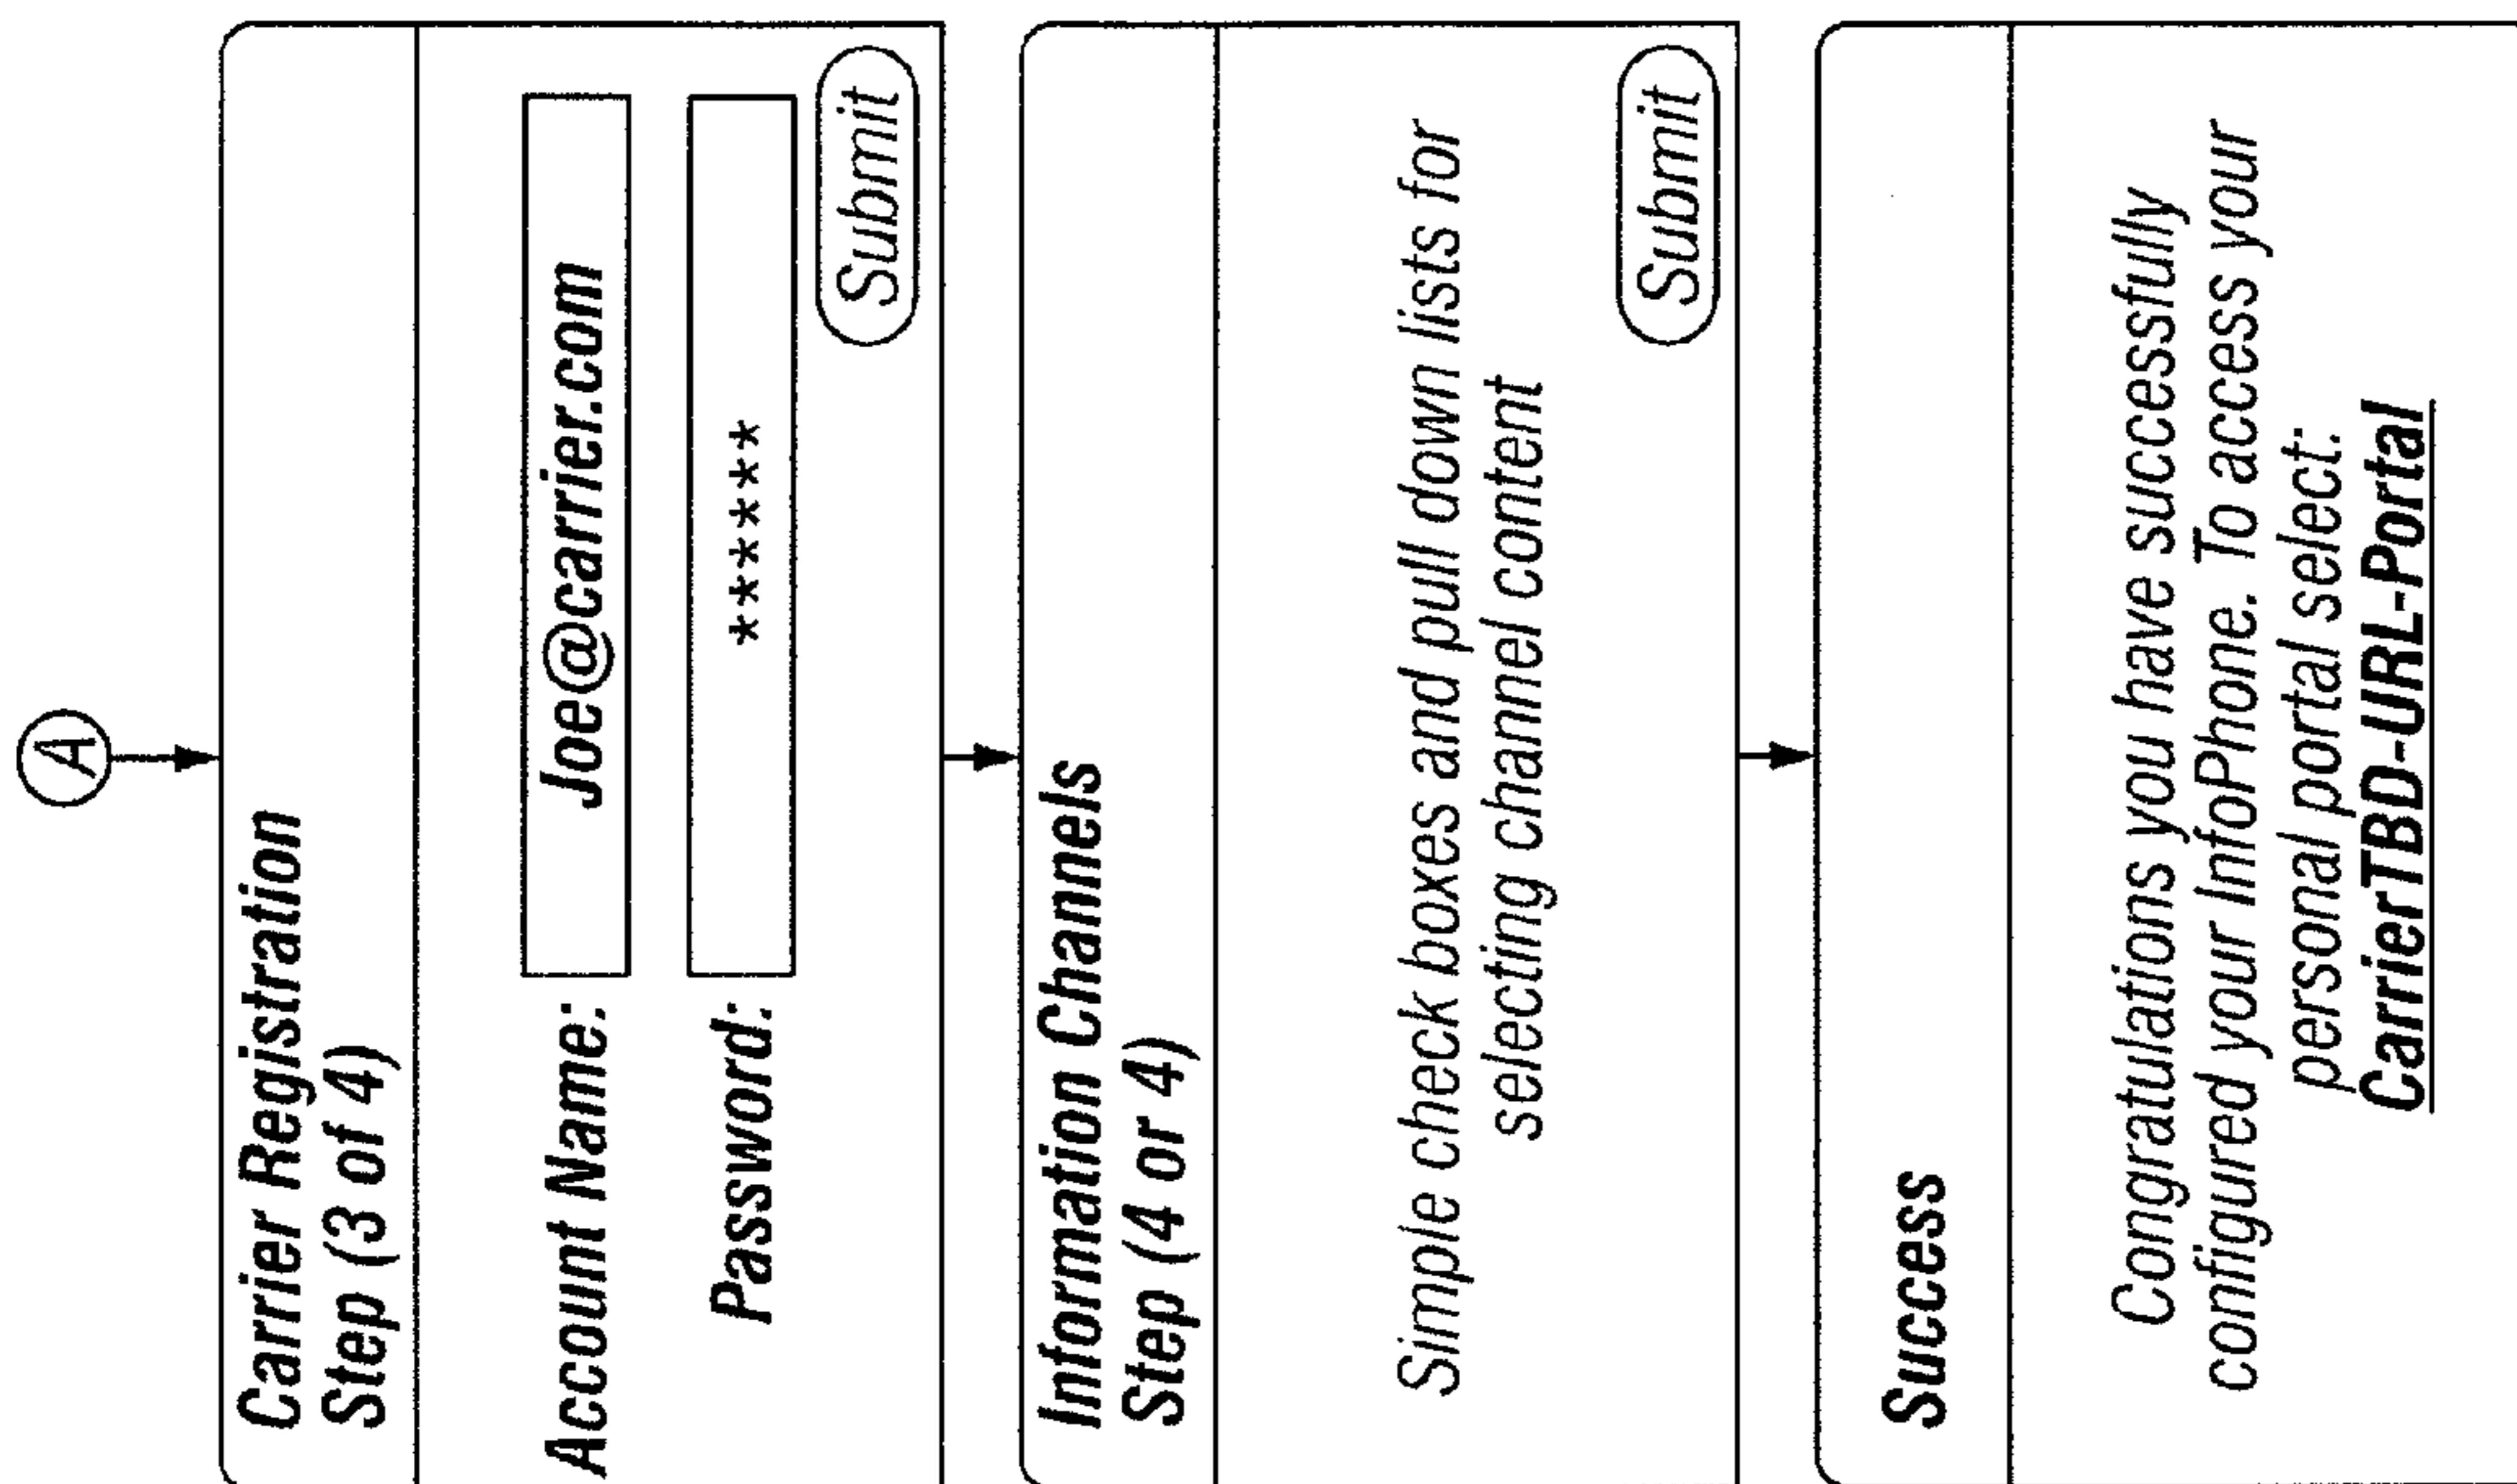 A
Carrier Registration
Step (3 of 4)
Account Name: Joe@carrier.com
Password: *******
Submit
Information Channels
Step (4 or 4)
Simple check boxes and pull down lists for
selecting channel content
Submit
Success
Congratulations you have successfully
configured your InfoPhone. To access your
personal portal select:
CarrierTBD-URL-Portal